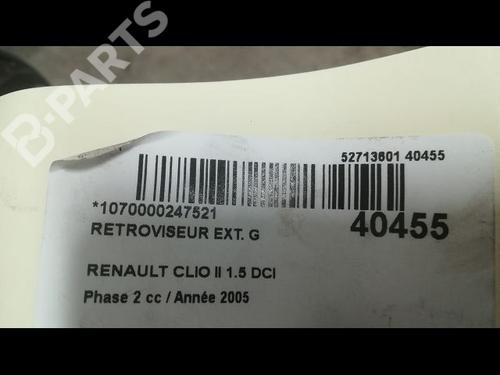 B-PARTS
52713601 40455
*1070000247521
40455
RETROVISEUR EXT. G
RENAULT CLIO II 1.5 DCI
Phase 2 cc / Année 2005